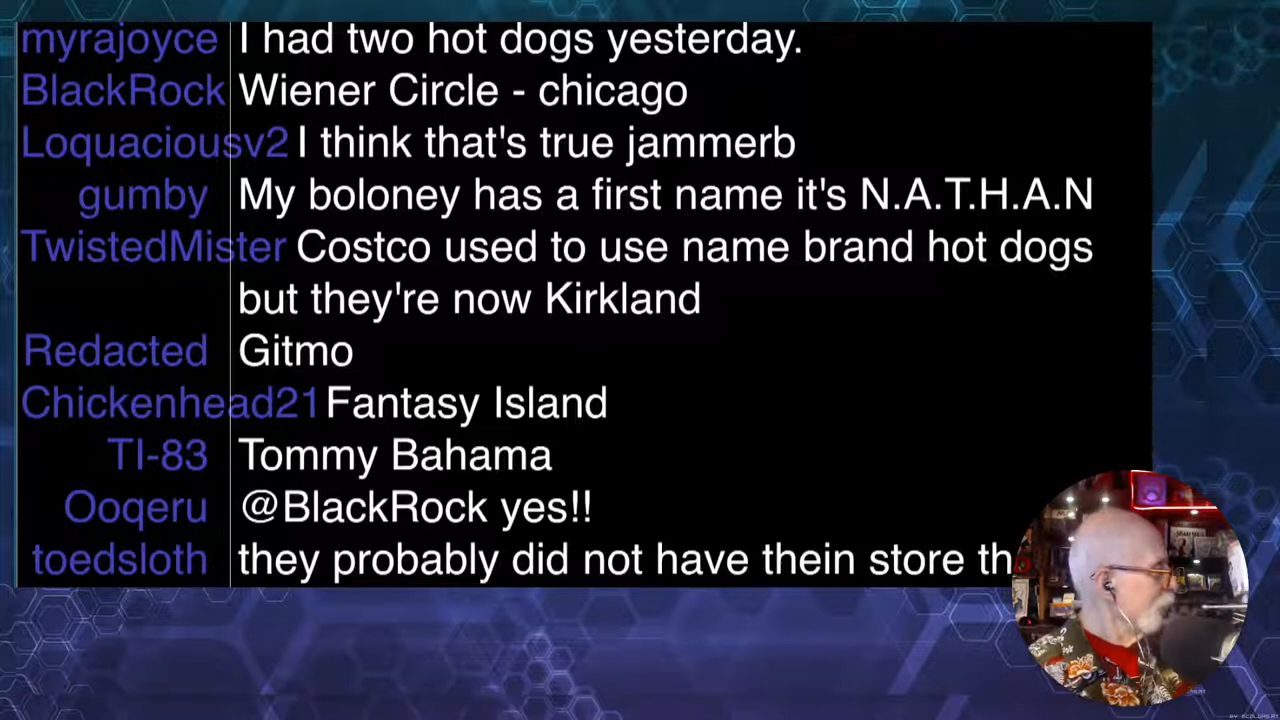 myrajoyce I had two hot dogs yesterday.
BlackRock Wiener Circle - chicago
Loquaciousv2 I think that's true jammerb
gumby My boloney has a first name it's N.A.T.H.A.N
TwistedMister Costco used to use name brand hot dogs
but they're now Kirkland
Redacted Gitmo
Chickenhead21 Fantasy Island
TI-83 Tommy Bahama
Ooqeru @BlackRock yes!!
toedsloth they probably did not have thein store th